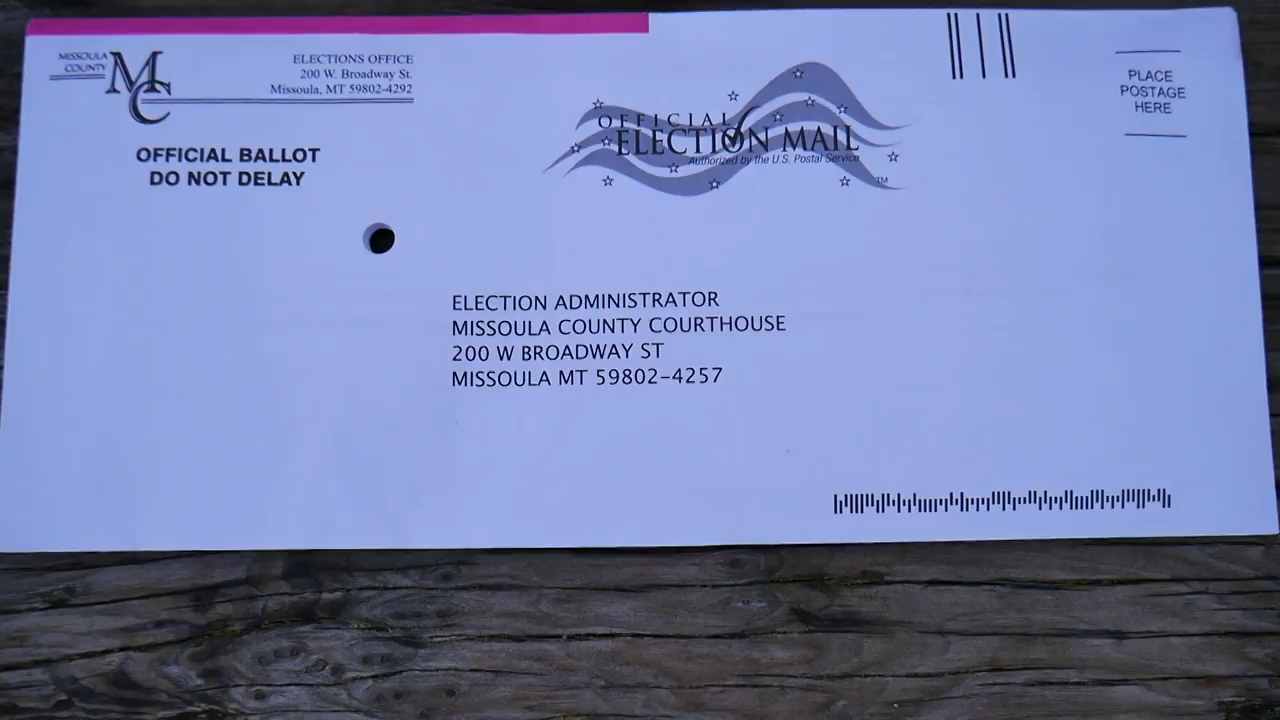 MISSOULA
COUNTY
MC
ELECTIONS OFFICE
200 W. Broadway St.
Missoula, MT 59802-4292
OFFICIAL BALLOT
DO NOT DELAY
OFFICIAL
ELECTION MAIL
Authorized by the U.S. Postal Service
TM
PLACE
POSTAGE
HERE
ELECTION ADMINISTRATOR
MISSOULA COUNTY COURTHOUSE
200 W BROADWAY ST
MISSOULA MT 59802-4257